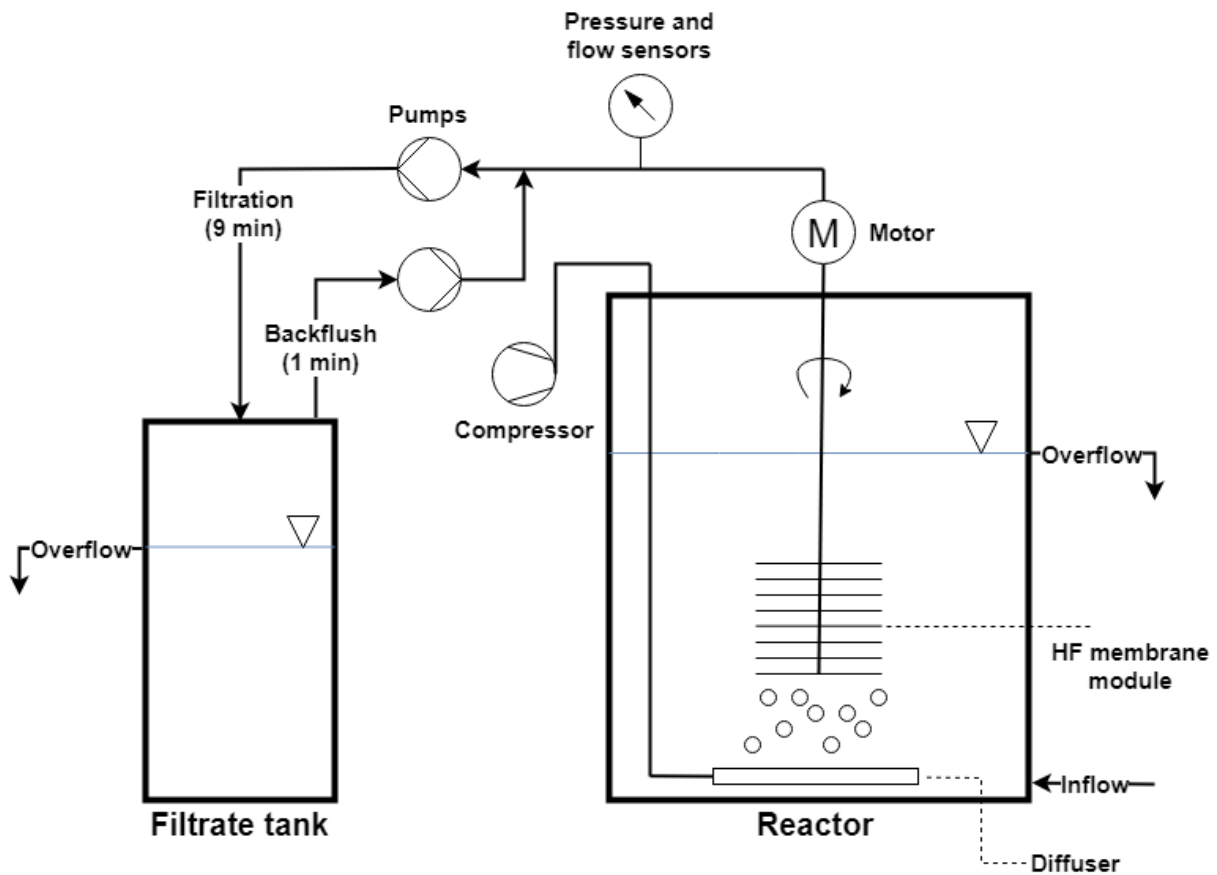 Pressure and
flow sensors
Pumps
Filtration
(9 min)
M
Motor
Backflush
(1 min)
Compressor
Overflow
Overflow
HF membrane
module
Inflow
Filtrate tank
Reactor
Diffuser